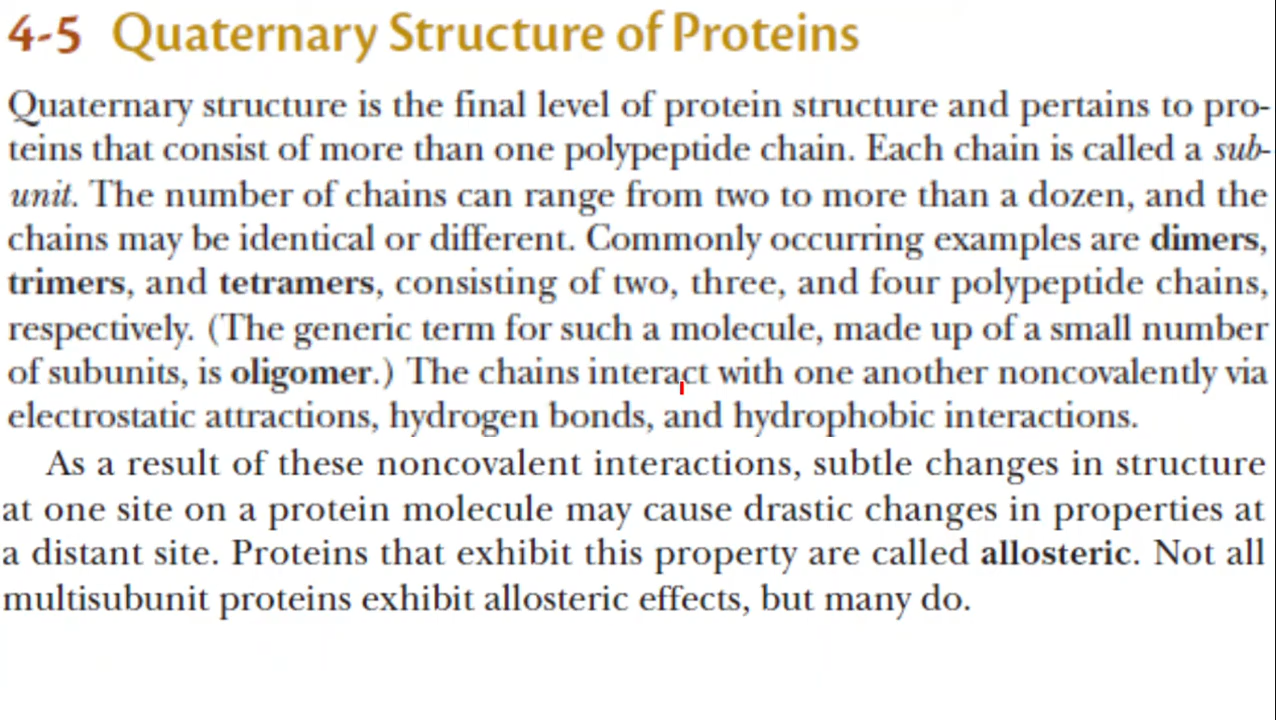 4-5 Quaternary Structure of Proteins
Quaternary structure is the final level of protein structure and pertains to pro-
teins that consist of more than one polypeptide chain. Each chain is called a sub-
unit. The number of chains can range from two to more than a dozen, and the
chains may be identical or different. Commonly occurring examples are dimers,
trimers, and tetramers, consisting of two, three, and four polypeptide chains,
respectively. (The generic term for such a molecule, made up of a small number
of subunits, is oligomer.) The chains interact with one another noncovalently via
electrostatic attractions, hydrogen bonds, and hydrophobic interactions.
As a result of these noncovalent interactions, subtle changes in structure
at one site on a protein molecule may cause drastic changes in properties at
a distant site. Proteins that exhibit this property are called allosteric. Not all
multisubunit proteins exhibit allosteric effects, but many do.